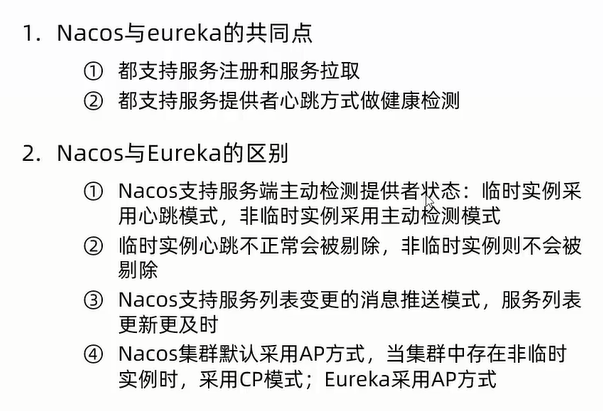 1. Nacos与eureka的共同点
① 都支持服务注册和服务拉取
② 都支持服务提供者心跳方式做健康检测
2. Nacos与Eureka的区别
① Nacos支持服务端主动检测提供者状态：临时实例采
用心跳模式，非临时实例采用主动检测模式
② 临时实例心跳不正常会被剔除，非临时实例则不会被
剔除
③ Nacos支持服务列表变更的消息推送模式，服务列表
更新更及时
④ Nacos集群默认采用AP方式，当集群中存在非临时
实例时，采用CP模式；Eureka采用AP方式